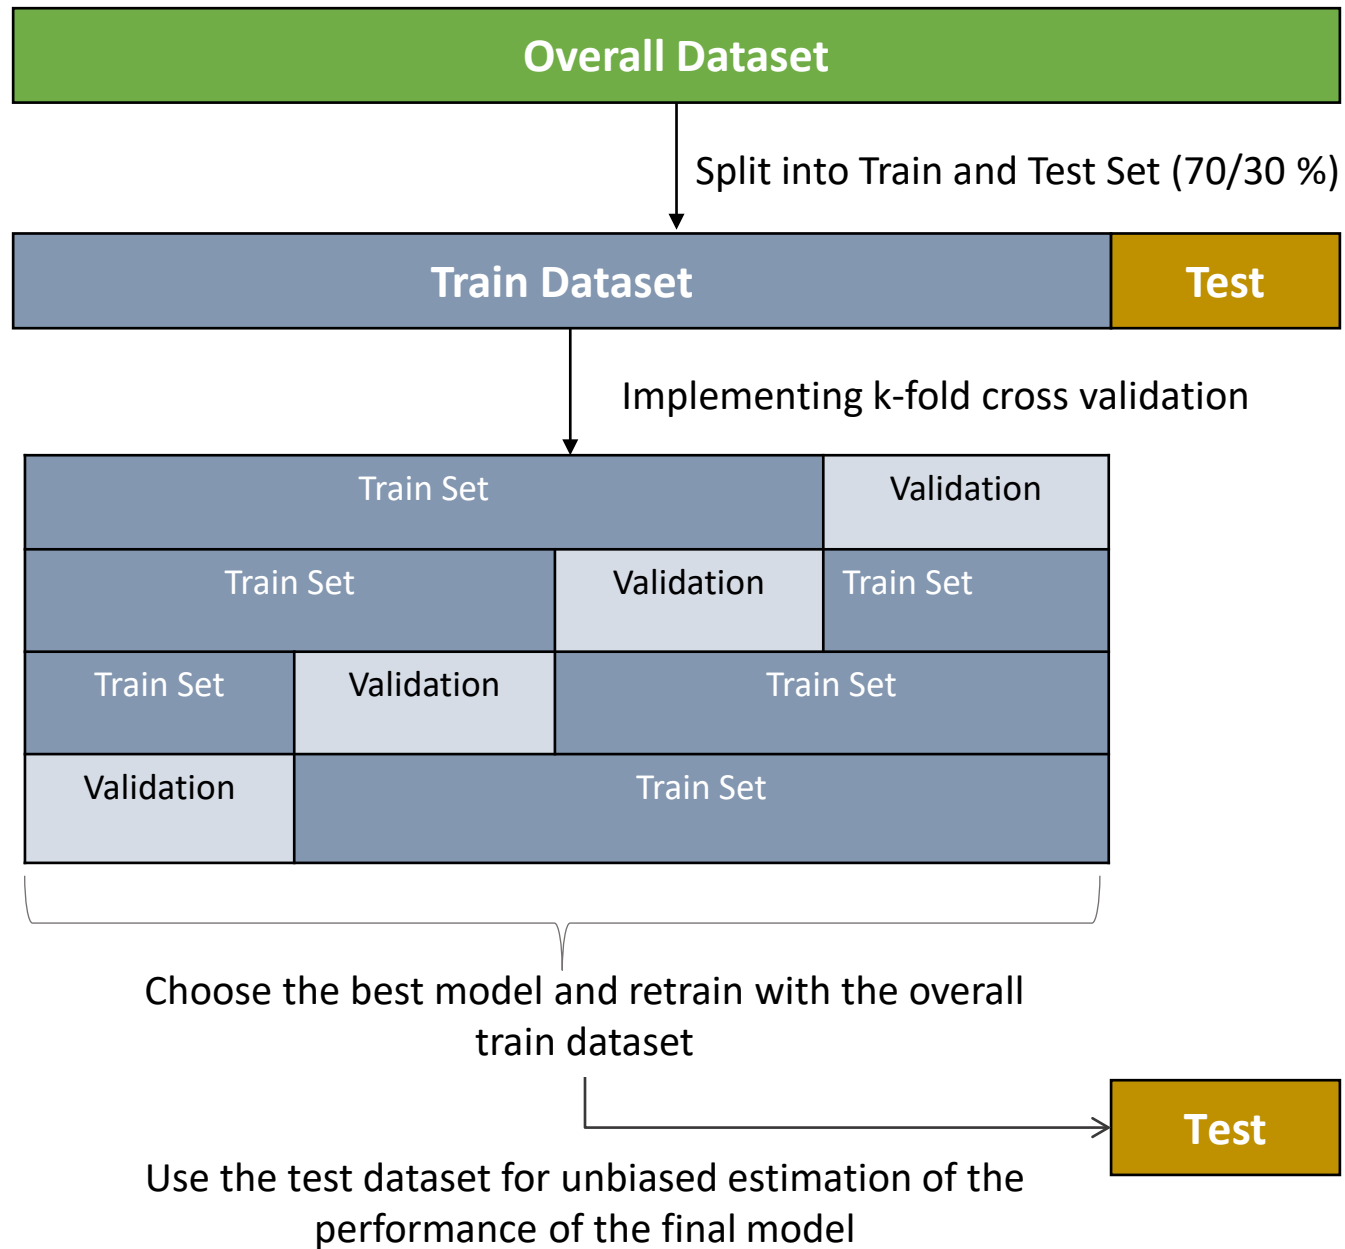 Overall Dataset
Split into Train and Test Set (70/30 %)
Train Dataset
Test
Implementing k-fold cross validation
Train Set
Validation
Train Set
Validation
Train Set
Train Set
Validation
Train Set
Validation
Train Set
Choose the best model and retrain with the overall
train dataset
Test
Use the test dataset for unbiased estimation of the
performance of the final model